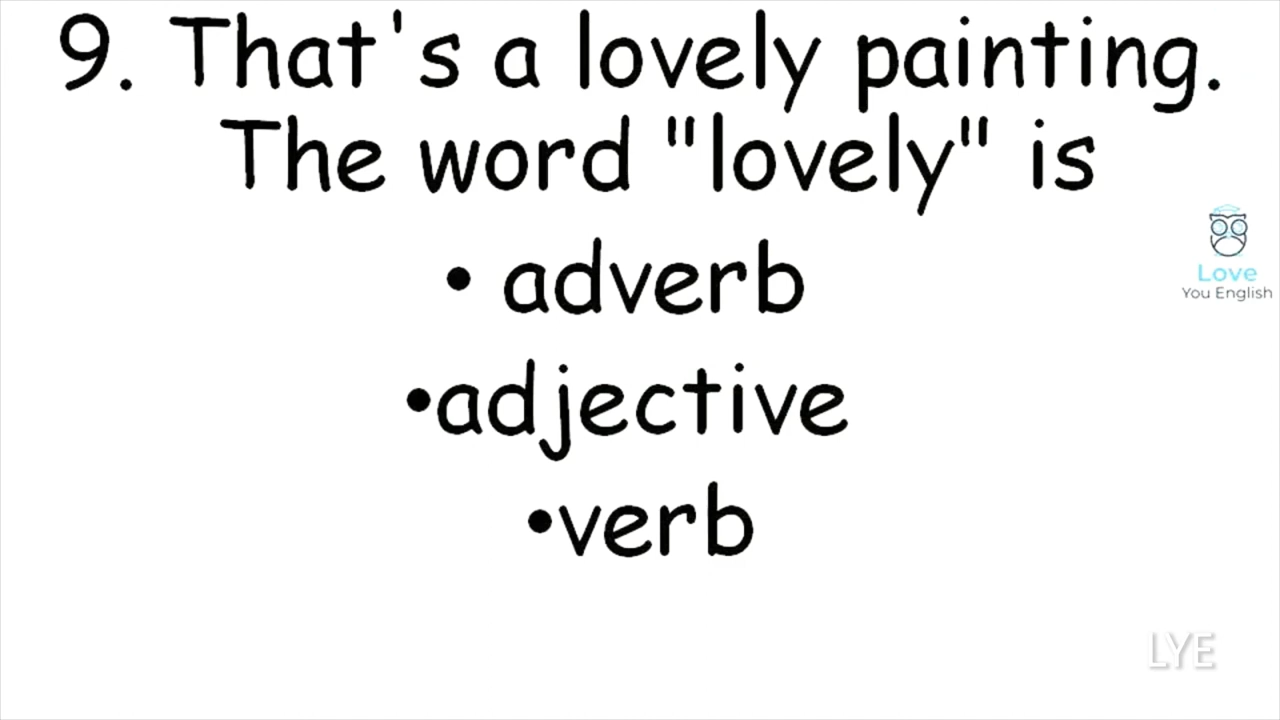 9. That's a lovely painting.
The word "lovely" is
• adverb
•adjective
•verb
Love
You English
LYE